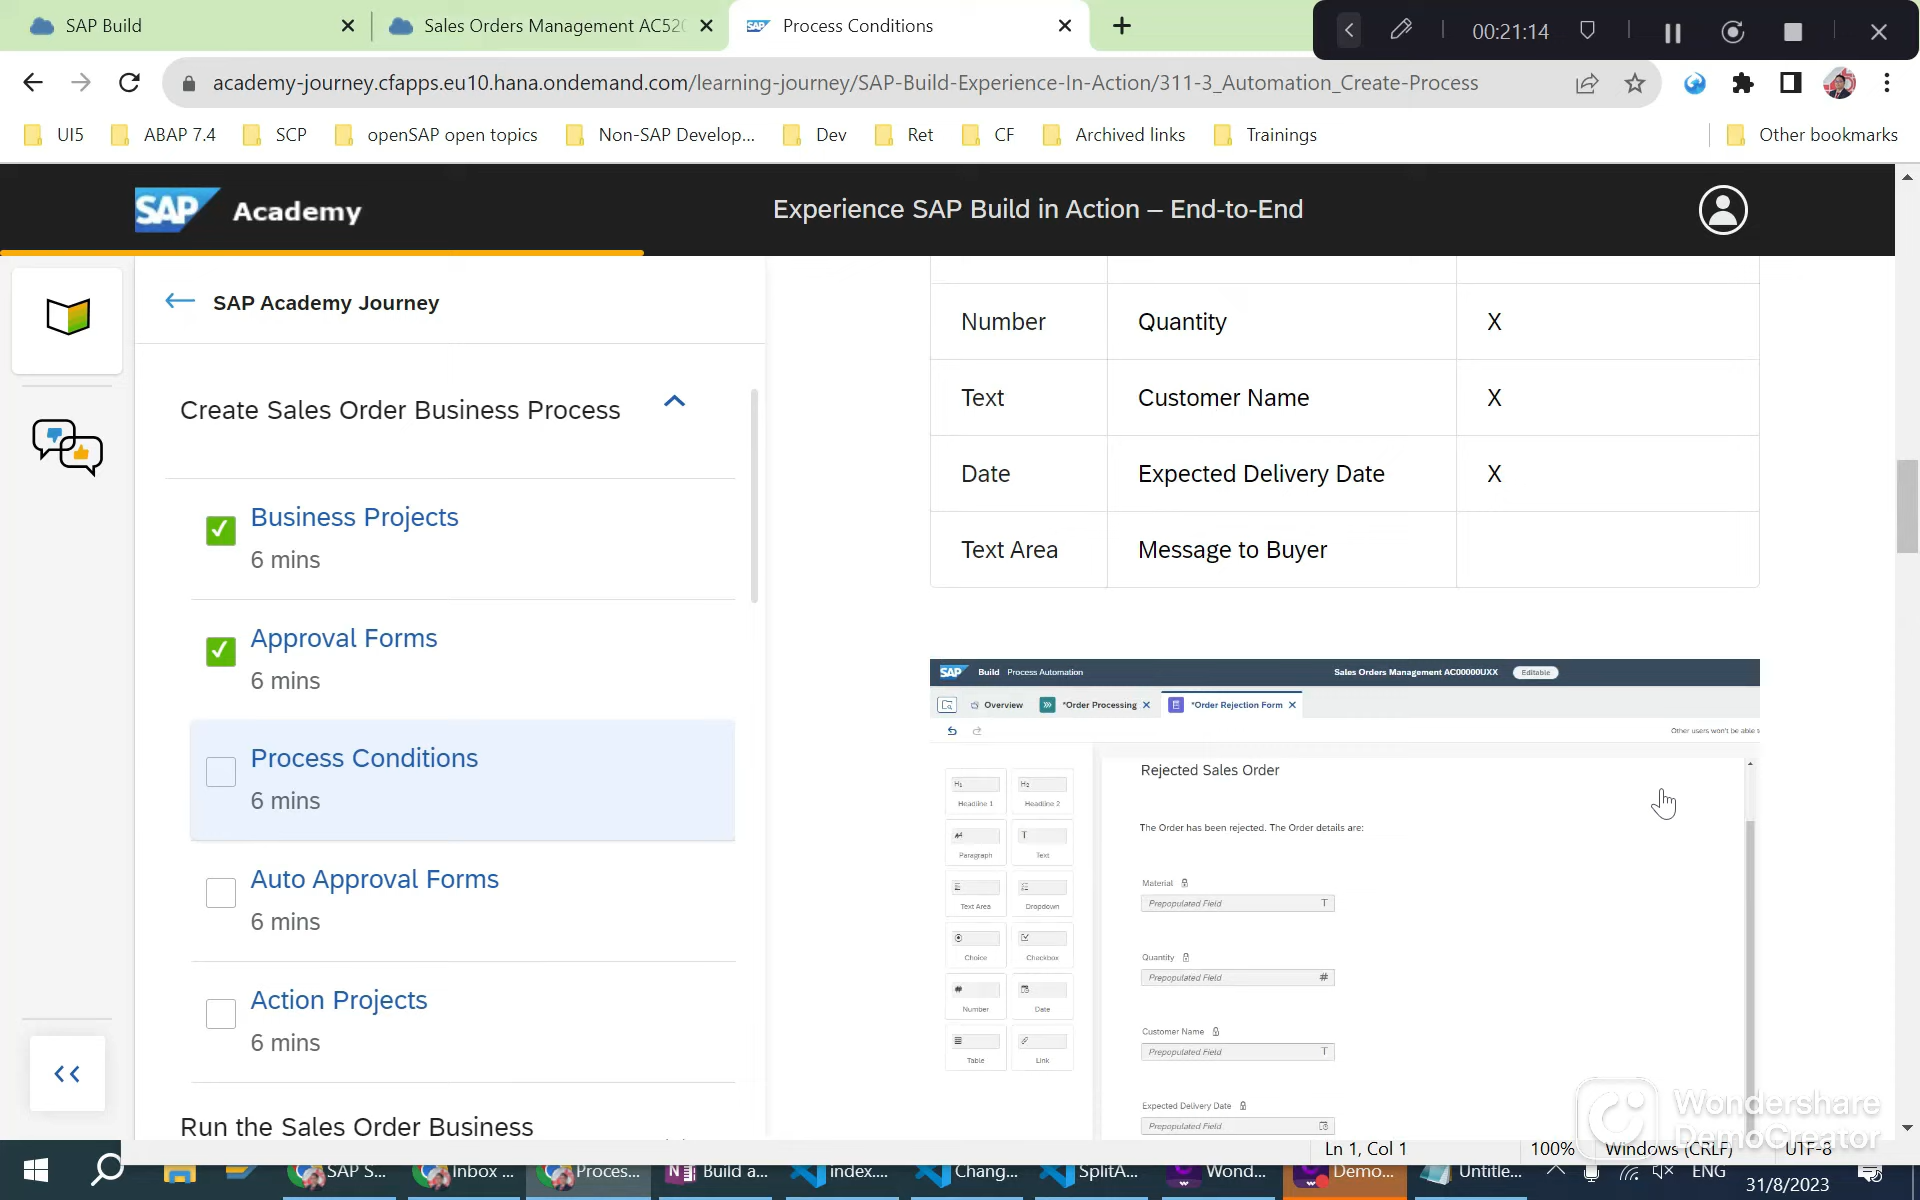 SAP Build
Sales Orders Management AC520
Process Conditions
00:21:14
academy-journey.cfapps.eu10.hana.ondemand.com/learning-journey/SAP-Build-Experience-In-Action/311-3_Automation_Create-Process
UI5
ABAP 7.4
SCP
openSAP open topics
Non-SAP Develop...
Dev
Ret
CF
Archived links
Trainings
Other bookmarks
SAP Academy
Experience SAP Build in Action – End-to-End
SAP Academy Journey
Create Sales Order Business Process
Business Projects
6 mins
Approval Forms
6 mins
Process Conditions
6 mins
Auto Approval Forms
6 mins
Action Projects
6 mins
Run the Sales Order Business
Number Quantity X
Text Customer Name X
Date Expected Delivery Date X
Text Area Message to Buyer
SAP Build Process Automation
Sales Orders Management AC00000UXX Editable
Overview
*Order Processing
*Order Rejection Form
Other users won't be able
H1 H2
Headline 1 Headline 2
Paragraph Text
Text Area Dropdown
Choice Checkbox
Number Date
Table Link
Rejected Sales Order
The Order has been rejected. The Order details are:
Material
Prepopulated Field T
Quantity
Prepopulated Field #
Customer Name
Prepopulated Field T
Expected Delivery Date
Prepopulated Field
Wondershare
DemoCreator
Ln 1, Col 1
100%
Windows (CRLF)
UTF-8
SAP S...
Inbox ...
Proces...
Build a...
index....
Chang...
SplitA...
Wond...
Demo...
Untitle...
ENG
31/8/2023